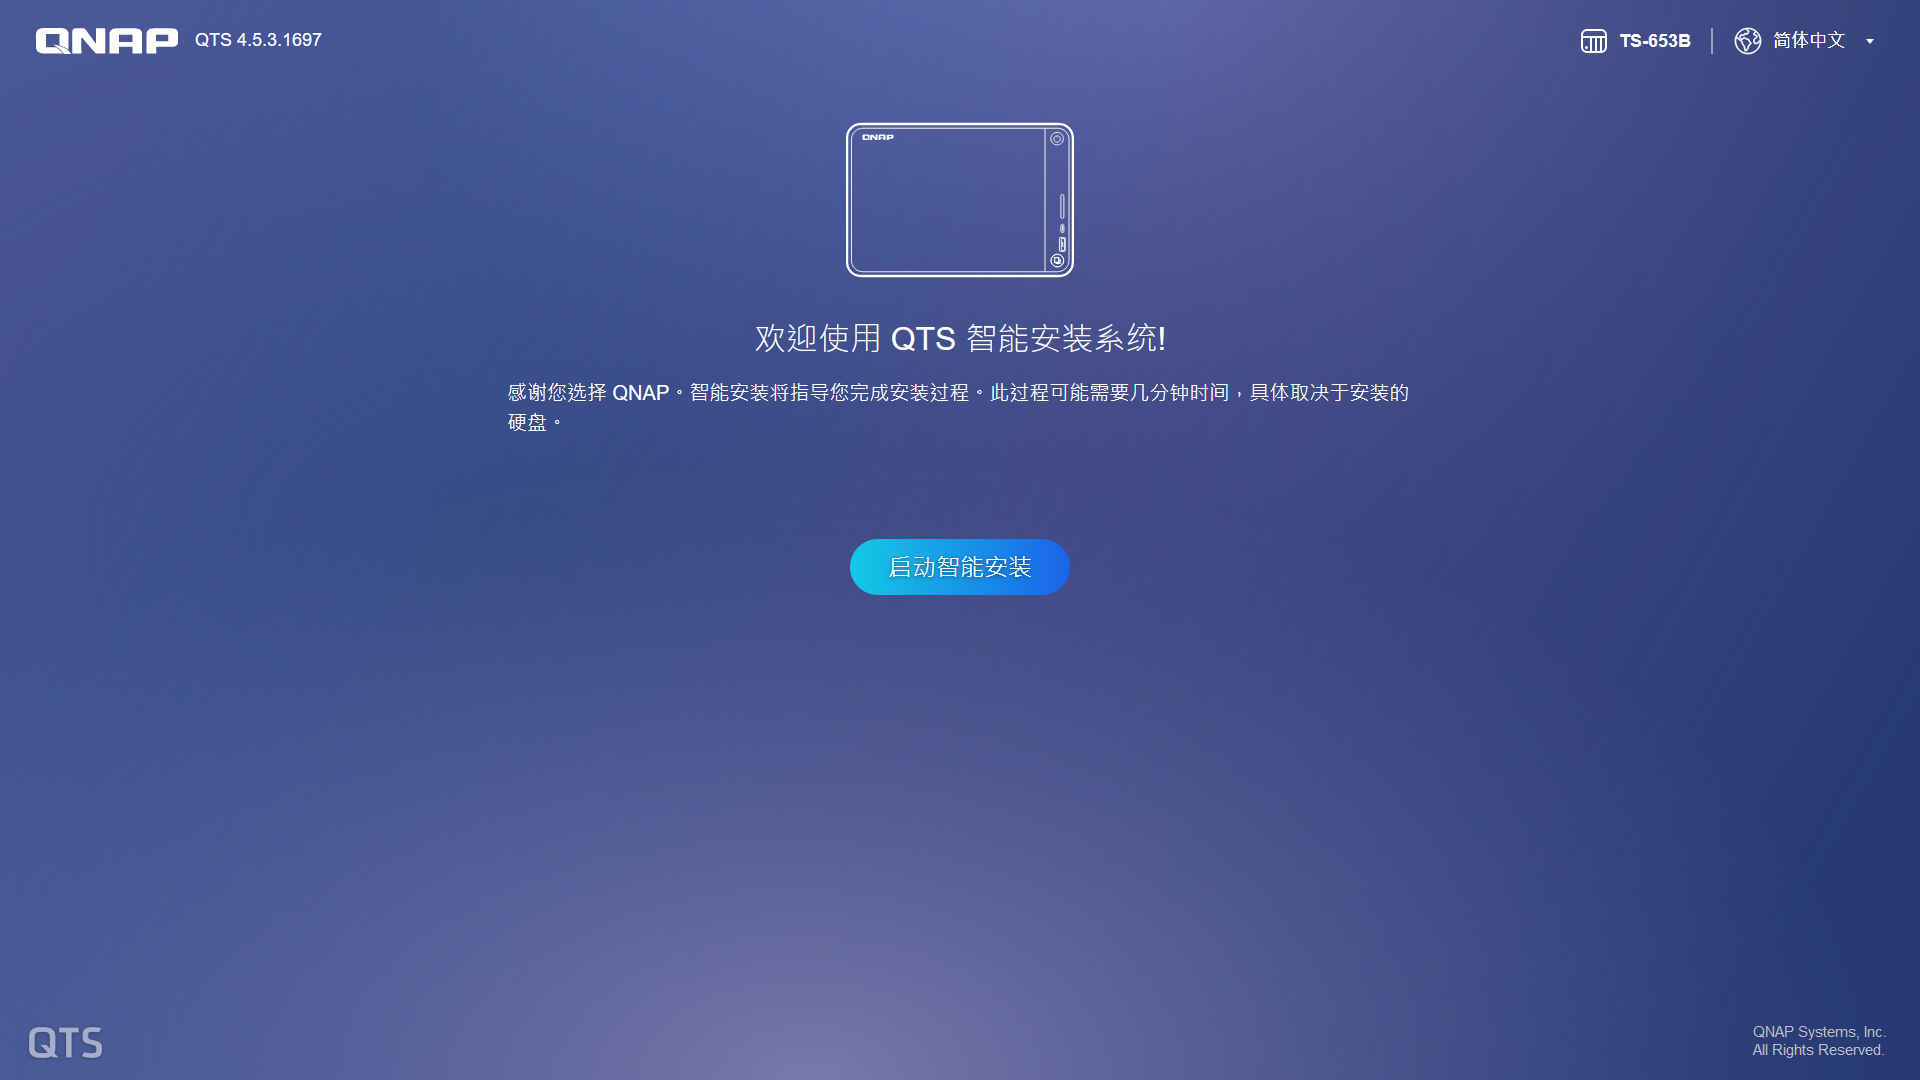 QNAP QTS 4.5.3.1697
TS-653B 简体中文
QNAP
欢迎使用 QTS 智能安装系统!
感谢您选择 QNAP。智能安装将指导您完成安装过程。此过程可能需要几分钟时间，具体取决于安装的
硬盘。
启动智能安装
QTS
QNAP Systems, Inc.
All Rights Reserved.